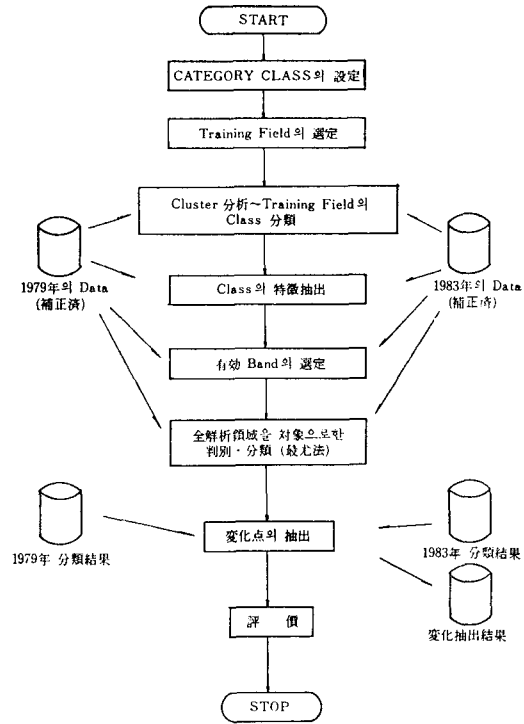 START
CATEGORY CLASS의 設定
Training Field의 選定
Cluster 分析~Training Field의
Class 分類
1979年의 Data
(補正済)
1983年의 Data
(補正済)
Class의 特徵抽出
有効 Band의 選定
全解析領域을 対象으로한
判別·分類 (最尤法)
1979年 分類結果
変化点의 抽出
1983年 分類結果
変化抽出結果
評 價
STOP